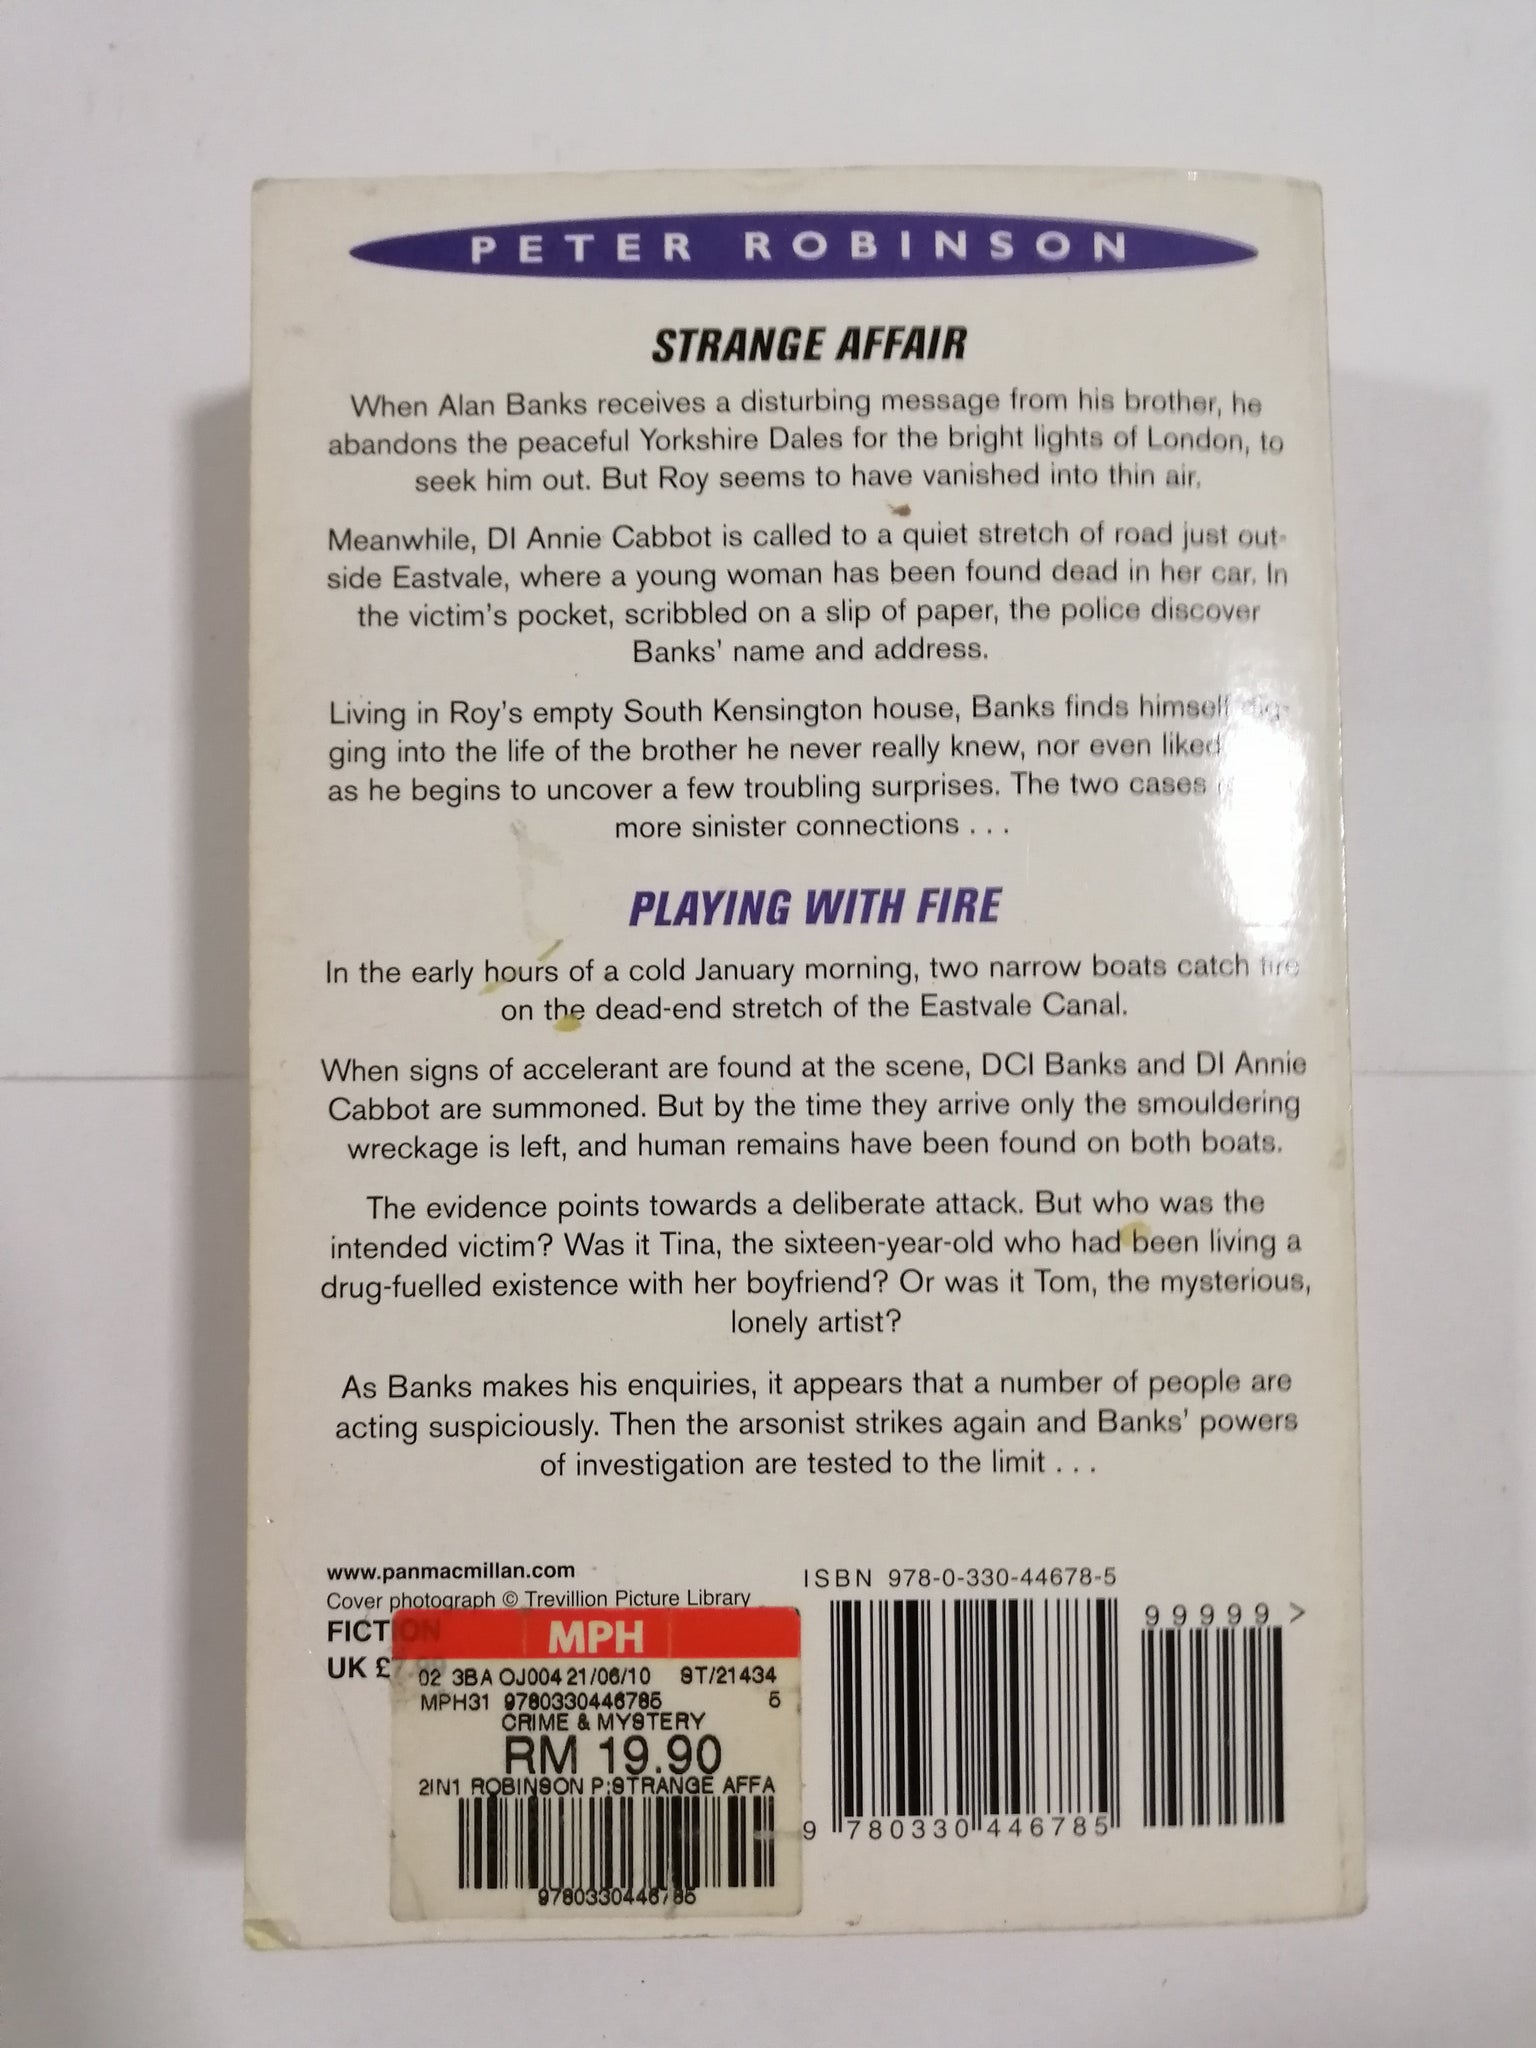 PETER ROBINSON
STRANGE AFFAIR
When Alan Banks receives a disturbing message from his brother, he
abandons the peaceful Yorkshire Dales for the bright lights of London, to
seek him out. But Roy seems to have vanished into thin air.
Meanwhile, DI Annie Cabbot is called to a quiet stretch of road just out-
side Eastvale, where a young woman has been found dead in her car. In
the victim's pocket, scribbled on a slip of paper, the police discover
Banks' name and address.
Living in Roy's empty South Kensington house, Banks finds himself dig-
ging into the life of the brother he never really knew, nor even liked
as he begins to uncover a few troubling surprises. The two cases
more sinister connections . . .
PLAYING WITH FIRE
In the early hours of a cold January morning, two narrow boats catch fire
on the dead-end stretch of the Eastvale Canal.
When signs of accelerant are found at the scene, DCI Banks and DI Annie
Cabbot are summoned. But by the time they arrive only the smouldering
wreckage is left, and human remains have been found on both boats.
The evidence points towards a deliberate attack. But who was the
intended victim? Was it Tina, the sixteen-year-old who had been living a
drug-fuelled existence with her boyfriend? Or was it Tom, the mysterious,
lonely artist?
As Banks makes his enquiries, it appears that a number of people are
acting suspiciously. Then the arsonist strikes again and Banks' powers
of investigation are tested to the limit . . .
www.panmacmillan.com
Cover photograph © Trevillion Picture Library
FICTION
UK £7.99
MPH
02 3BA OJ004 21/06/10 ST/21434
MPH31 9780330446785 5
CRIME & MYSTERY
RM 19.90
2IN1 ROBINSON P:STRANGE AFFA
9780330446785
ISBN 978-0-330-44678-5
99999 >
9 780330 446785